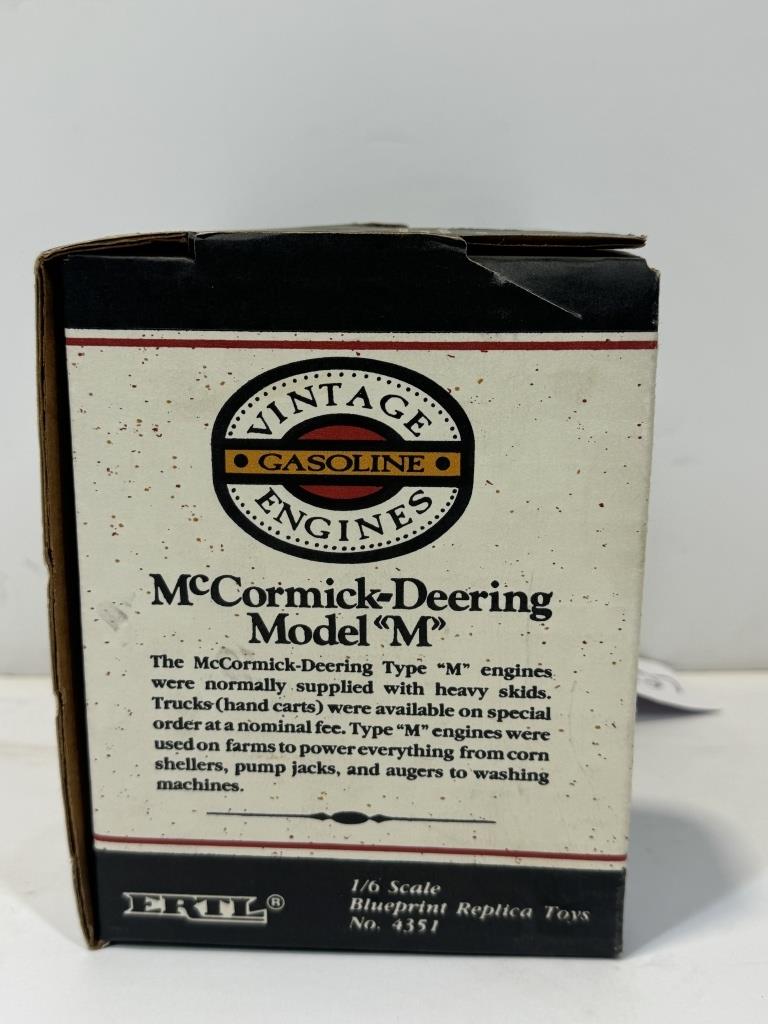 VINTAGE
• GASOLINE •
ENGINES
McCormick-Deering
Model "M"
The McCormick-Deering Type "M" engines
were normally supplied with heavy skids.
Trucks (hand carts) were available on special
order at a nominal fee. Type "M" engines were
used on farms to power everything from corn
shellers, pump jacks, and augers to washing
machines.
ERTL®
1/6 Scale
Blueprint Replica Toys
No. 4351